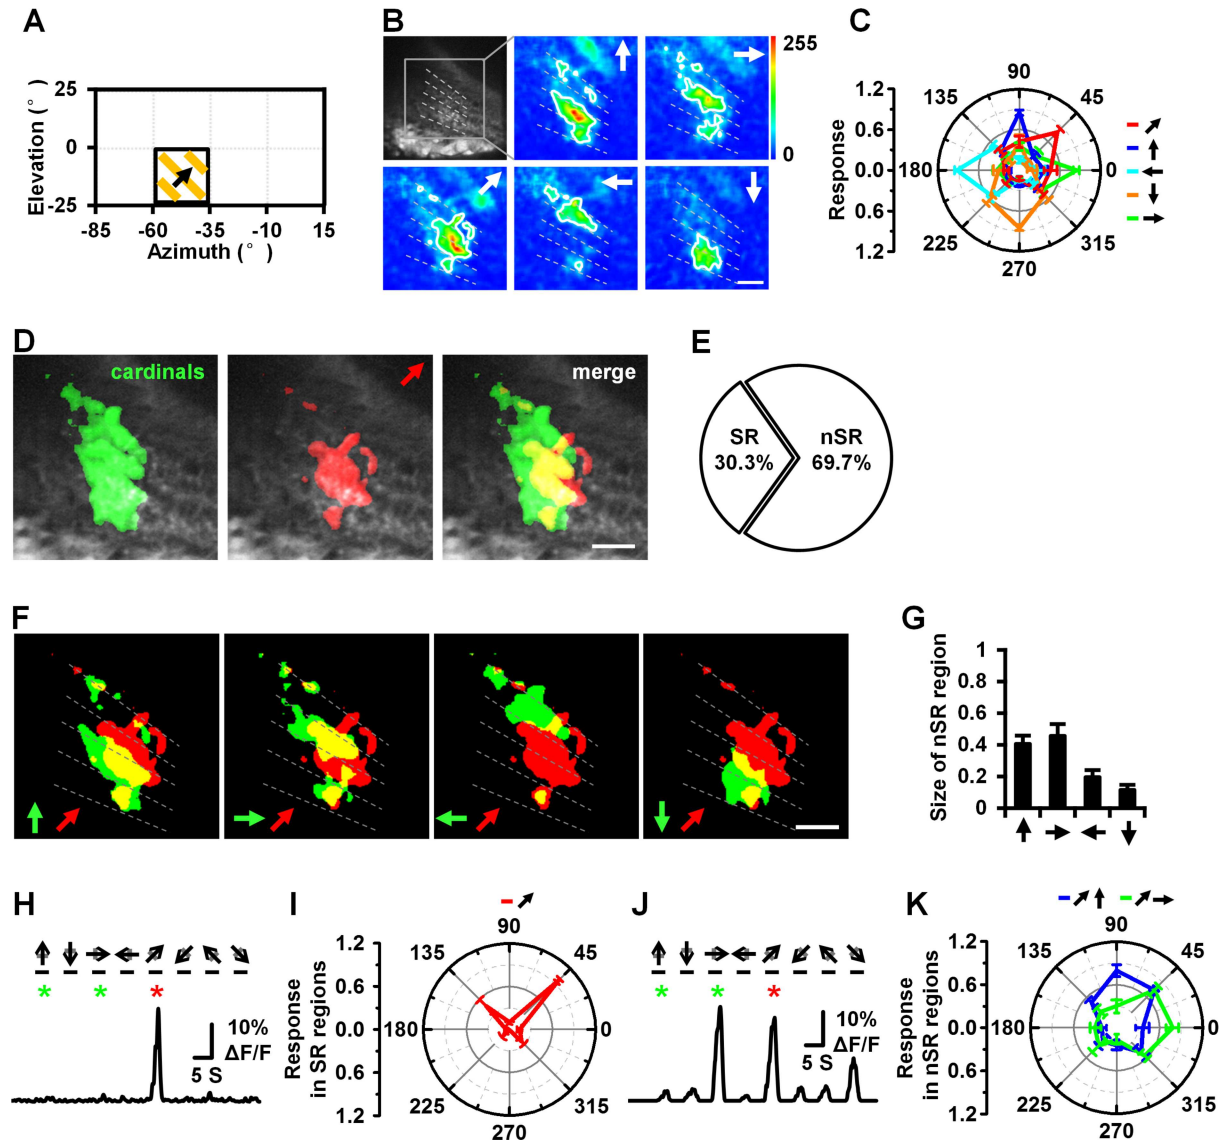 A
Elevation (°)
25
0
-25
-85
-60
-35
-10
15
Azimuth (°)
B
255
0
C
Response
1.2
0.6
0.0
0.6
1.2
90
135
45
180
0
225
315
270
D
cardinals
merge
E
SR
30.3%
nSR
69.7%
F
G
Size of nSR region
1
0.8
0.6
0.4
0.2
0
H
* * *
10%
ΔF/F
5 S
I
Response
in SR regions
1.2
0.6
0.0
0.6
1.2
90
135
45
180
0
225
315
270
J
* * *
10%
ΔF/F
5 S
K
Response
in nSR regions
1.2
0.6
0.0
0.6
1.2
90
135
45
180
0
225
315
270